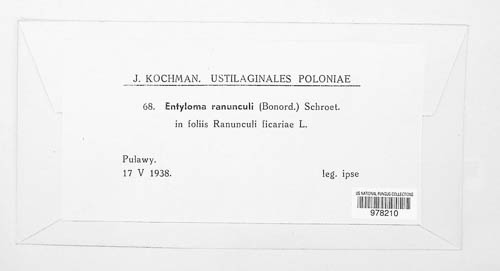 J. KOCHMAN. USTILAGINALES POLONIAE
68. Entyloma ranunculi (Bonord.) Schroet.
in foliis Ranunculi ficariae L.
Puławy.
17 V 1938. leg. ipse
US NATIONAL FUNGUS COLLECTIONS
978210